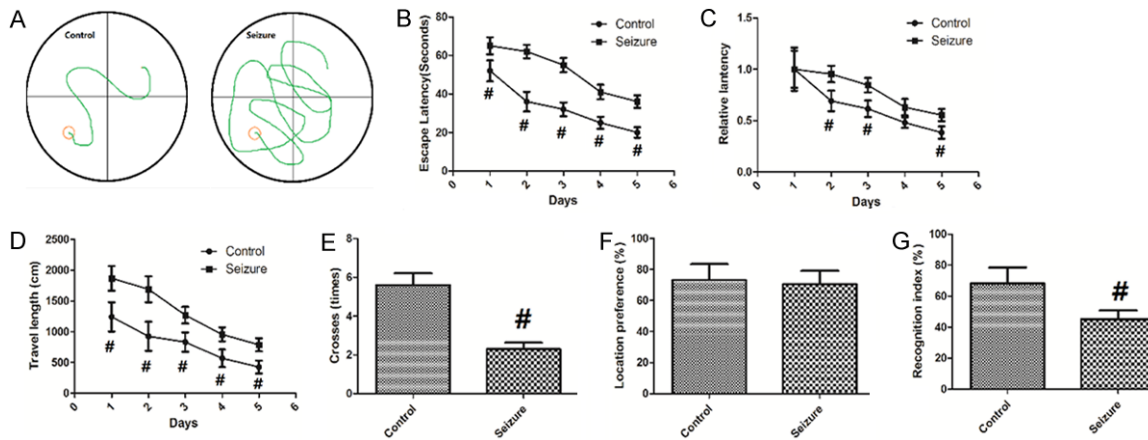 A
Control
Seizure
B
Escape Latency(Seconds)
80
60
40
20
0
0 1 2 3 4 5 6
Days
Control
Seizure
# # # # #
C
Relative lantency
1.5
1.0
0.5
0.0
0 1 2 3 4 5 6
Days
Control
Seizure
# # #
D
Travel length (cm)
2500
2000
1500
1000
500
0
0 1 2 3 4 5 6
Days
Control
Seizure
# # # # #
E
Crosses (times)
8
6
4
2
0
#
Control
Seizure
F
Location preference (%)
100
80
60
40
20
0
Control
Seizure
G
Recognition index (%)
100
80
60
40
20
0
#
Control
Seizure